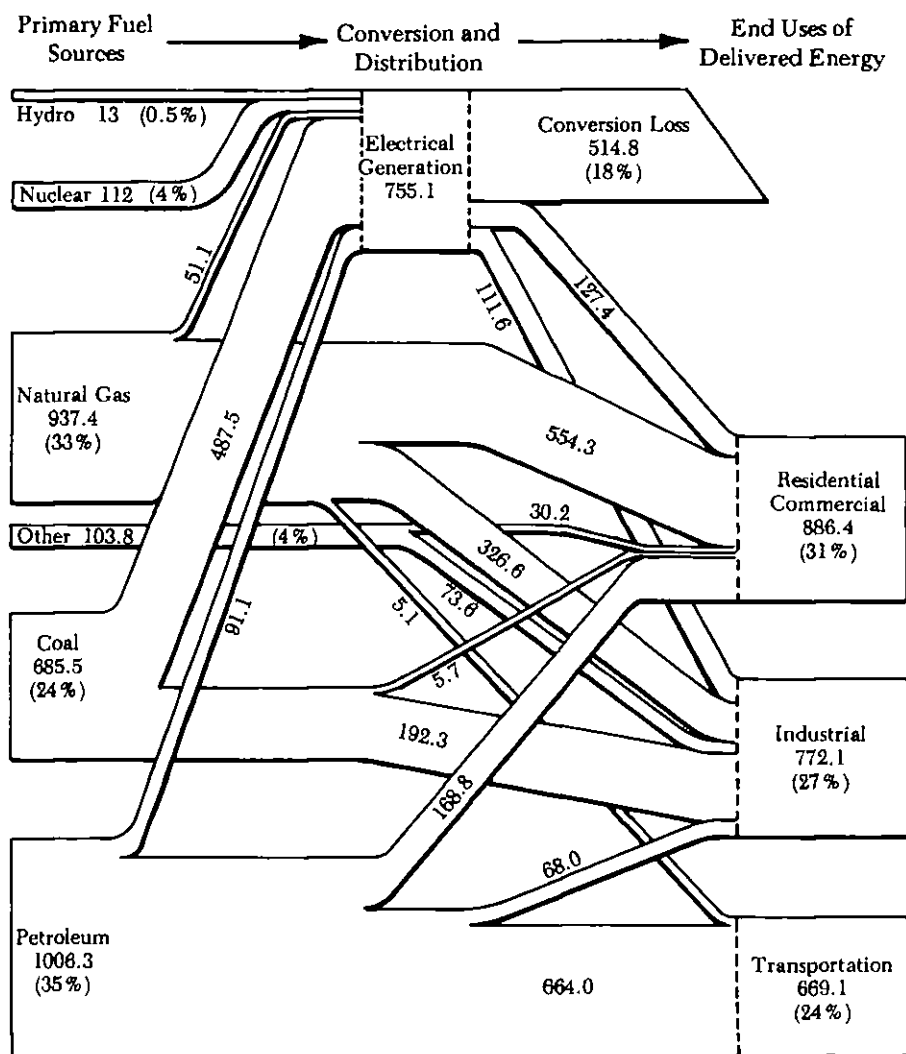 Primary Fuel
Sources
Conversion and
Distribution
End Uses of
Delivered Energy
Hydro 13 (0.5%)
Nuclear 112 (4%)
51.1
Electrical
Generation
755.1
Conversion Loss
514.8
(18%)
111.6
127.4
Natural Gas
937.4
(33%)
487.5
554.3
Residential
Commercial
886.4
(31%)
Other 103.8 (4%)
30.2
326.6
73.6
5.1
91.1
Coal
685.5
(24%)
5.7
192.3
168.8
Industrial
772.1
(27%)
68.0
Petroleum
1006.3
(35%)
664.0
Transportation
669.1
(24%)